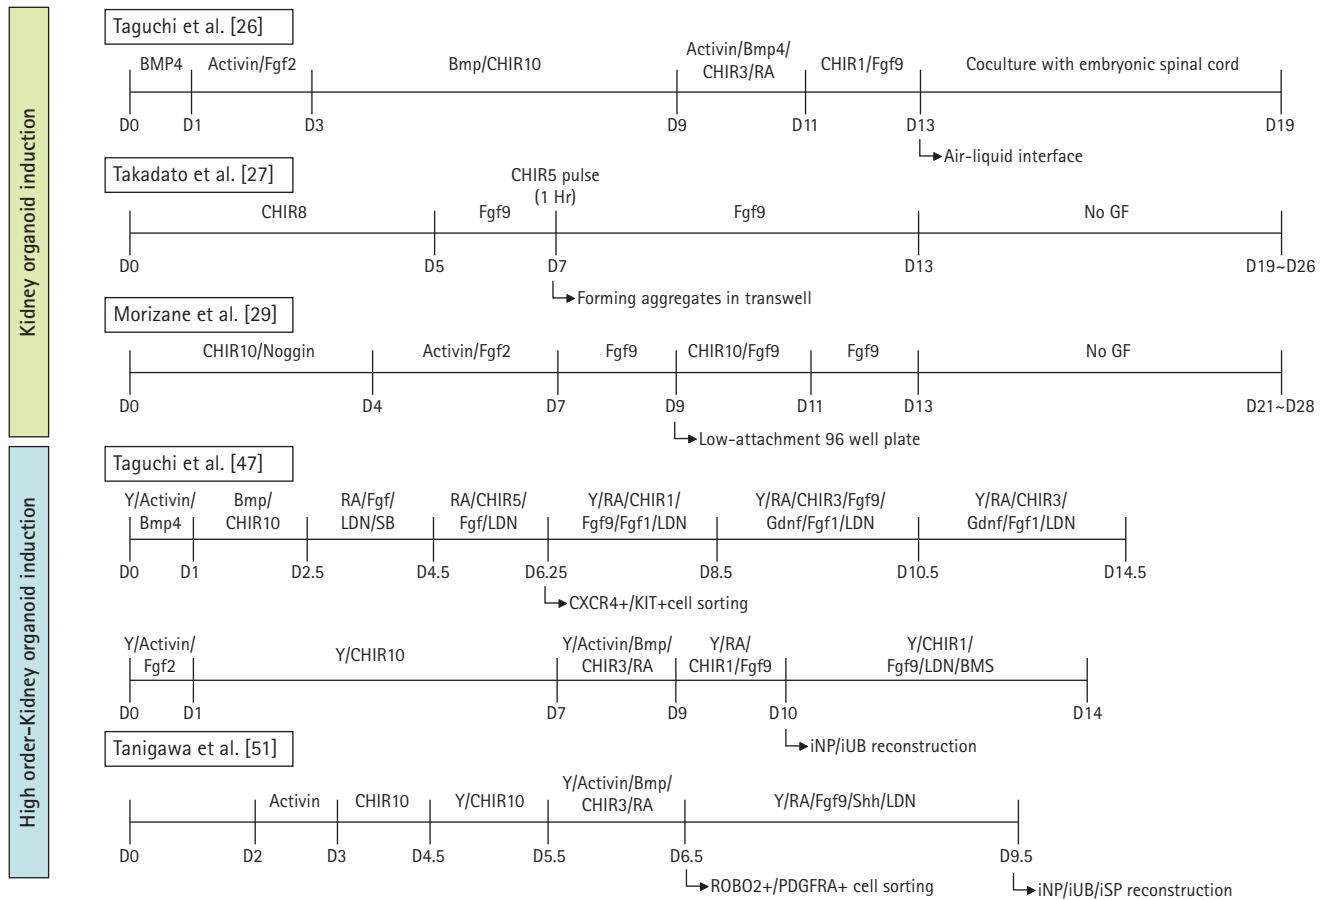 Kidney organoid induction
Taguchi et al. [26]
BMP4
Activin/Fgf2
Bmp/CHIR10
Activin/Bmp4/
CHIR3/RA
CHIR1/Fgf9
Coculture with embryonic spinal cord
D0
D1
D3
D9
D11
D13
D19
Air-liquid interface
Takadato et al. [27]
CHIR8
Fgf9
CHIR5 pulse
(1 Hr)
Fgf9
No GF
D0
D5
D7
D13
D19~D26
Forming aggregates in transwell
Morizane et al. [29]
CHIR10/Noggin
Activin/Fgf2
Fgf9
CHIR10/Fgf9
Fgf9
No GF
D0
D4
D7
D9
D11
D13
D21~D28
Low-attachment 96 well plate
High order-Kidney organoid induction
Taguchi et al. [47]
Y/Activin/
Bmp4
Bmp/
CHIR10
RA/Fgf/
LDN/SB
RA/CHIR5/
Fgf/LDN
Y/RA/CHIR1/
Fgf9/Fgf1/LDN
Y/RA/CHIR3/Fgf9/
Gdnf/Fgf1/LDN
Y/RA/CHIR3/
Gdnf/Fgf1/LDN
D0
D1
D2.5
D4.5
D6.25
D8.5
D10.5
D14.5
CXCR4+/KIT+cell sorting
Y/Activin/
Fgf2
Y/CHIR10
Y/Activin/Bmp/
CHIR3/RA
Y/RA/
CHIR1/Fgf9
Y/CHIR1/
Fgf9/LDN/BMS
D0
D1
D7
D9
D10
D14
iNP/iUB reconstruction
Tanigawa et al. [51]
Activin
CHIR10
Y/CHIR10
Y/Activin/Bmp/
CHIR3/RA
Y/RA/Fgf9/Shh/LDN
D0
D2
D3
D4.5
D5.5
D6.5
D9.5
ROBO2+/PDGFRA+ cell sorting
iNP/iUB/iSP reconstruction